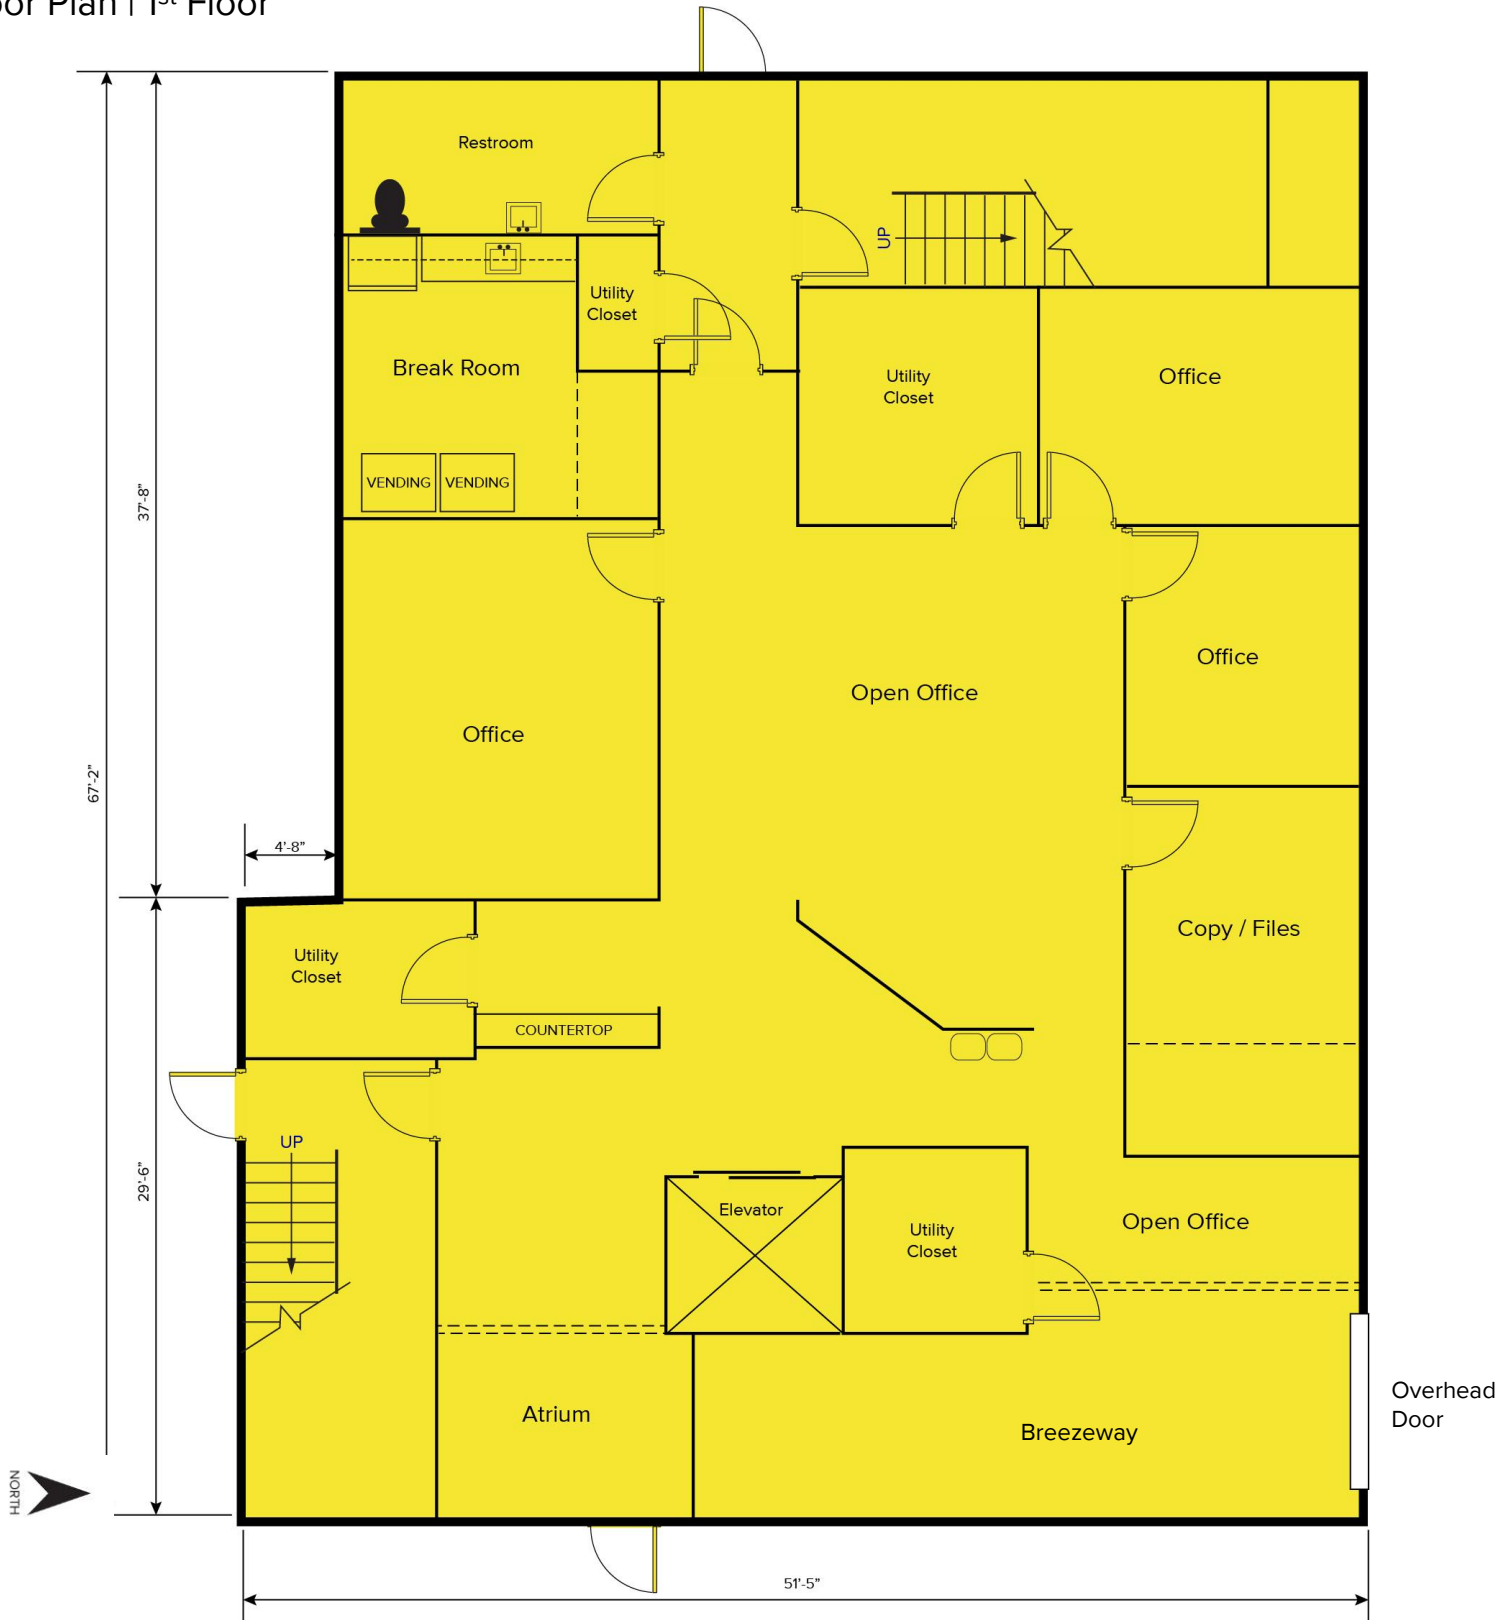 oor Plan | 1st Floor
Restroom
UP
Utility
Closet
Break Room
Utility
Closet
Office
VENDING
VENDING
37'-8"
Office
Open Office
Office
67'-2"
4'-8"
Copy / Files
Utility
Closet
COUNTERTOP
UP
29'-6"
Elevator
Utility
Closet
Open Office
Overhead
Door
Atrium
Breezeway
NORTH
51'-5"